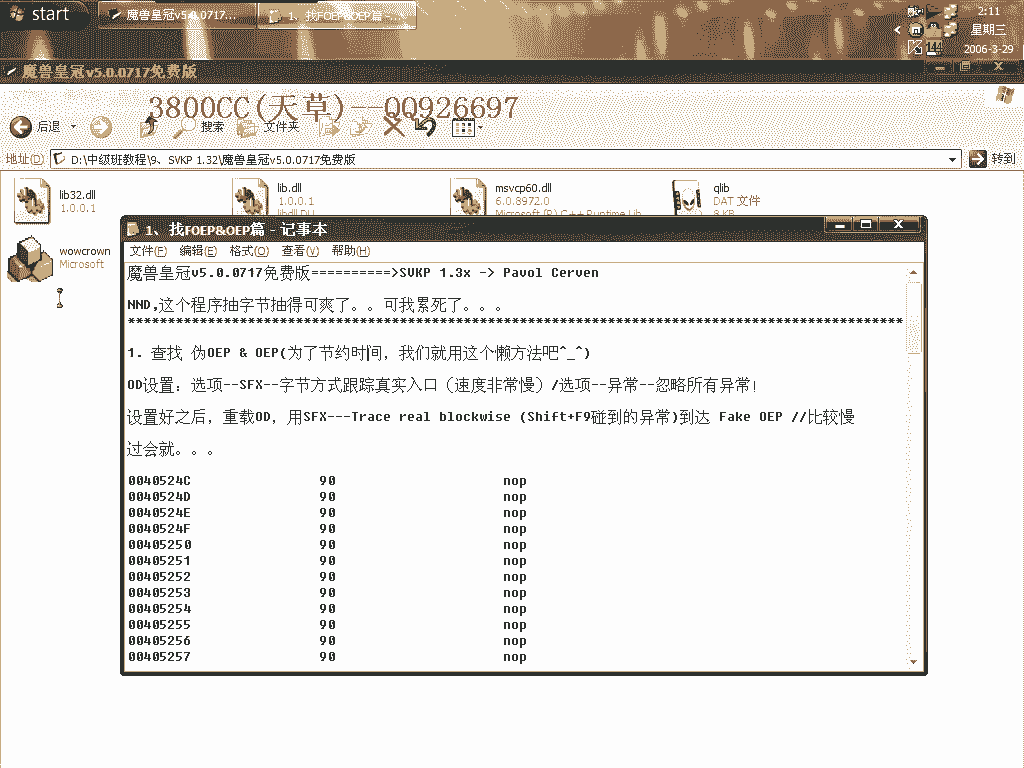 start
魔兽皇冠v5.0.0717...
1、找FOEP&OEP篇 -...
2:11
星期三
2006-3-29
144
魔兽皇冠v5.0.0717免费版
3800CC(天草)--QQ926697
后退
搜索
文件夹
地址(D)
D:\中级班教程\9、SVKP 1.32\魔兽皇冠v5.0.0717免费版
转到
lib32.dll
1.0.0.1
lib.dll
1.0.0.1
libdll DLL
msvcp60.dll
6.0.8972.0
Microsoft (R) C++ Runtime Lib
qlib
DAT 文件
8 KB
wowcrown
Microsoft
1、找FOEP&OEP篇 - 记事本
文件(F) 编辑(E) 格式(O) 查看(V) 帮助(H)
魔兽皇冠v5.0.0717免费版==========>SVKP 1.3x -> Pavol Cerven
NND,这个程序抽字节抽得可爽了。。可我累死了。。。
*************************************************************************************************
1. 查找 伪OEP & OEP(为了节约时间，我们就用这个懒方法吧^_^)
OD设置：选项--SFX--字节方式跟踪真实入口（速度非常慢）/选项--异常--忽略所有异常!
设置好之后，重载OD，用SFX---Trace real blockwise (Shift+F9碰到的异常)到达 Fake OEP //比较慢
过会就。。。
0040524C 90 nop
0040524D 90 nop
0040524E 90 nop
0040524F 90 nop
00405250 90 nop
00405251 90 nop
00405252 90 nop
00405253 90 nop
00405254 90 nop
00405255 90 nop
00405256 90 nop
00405257 90 nop